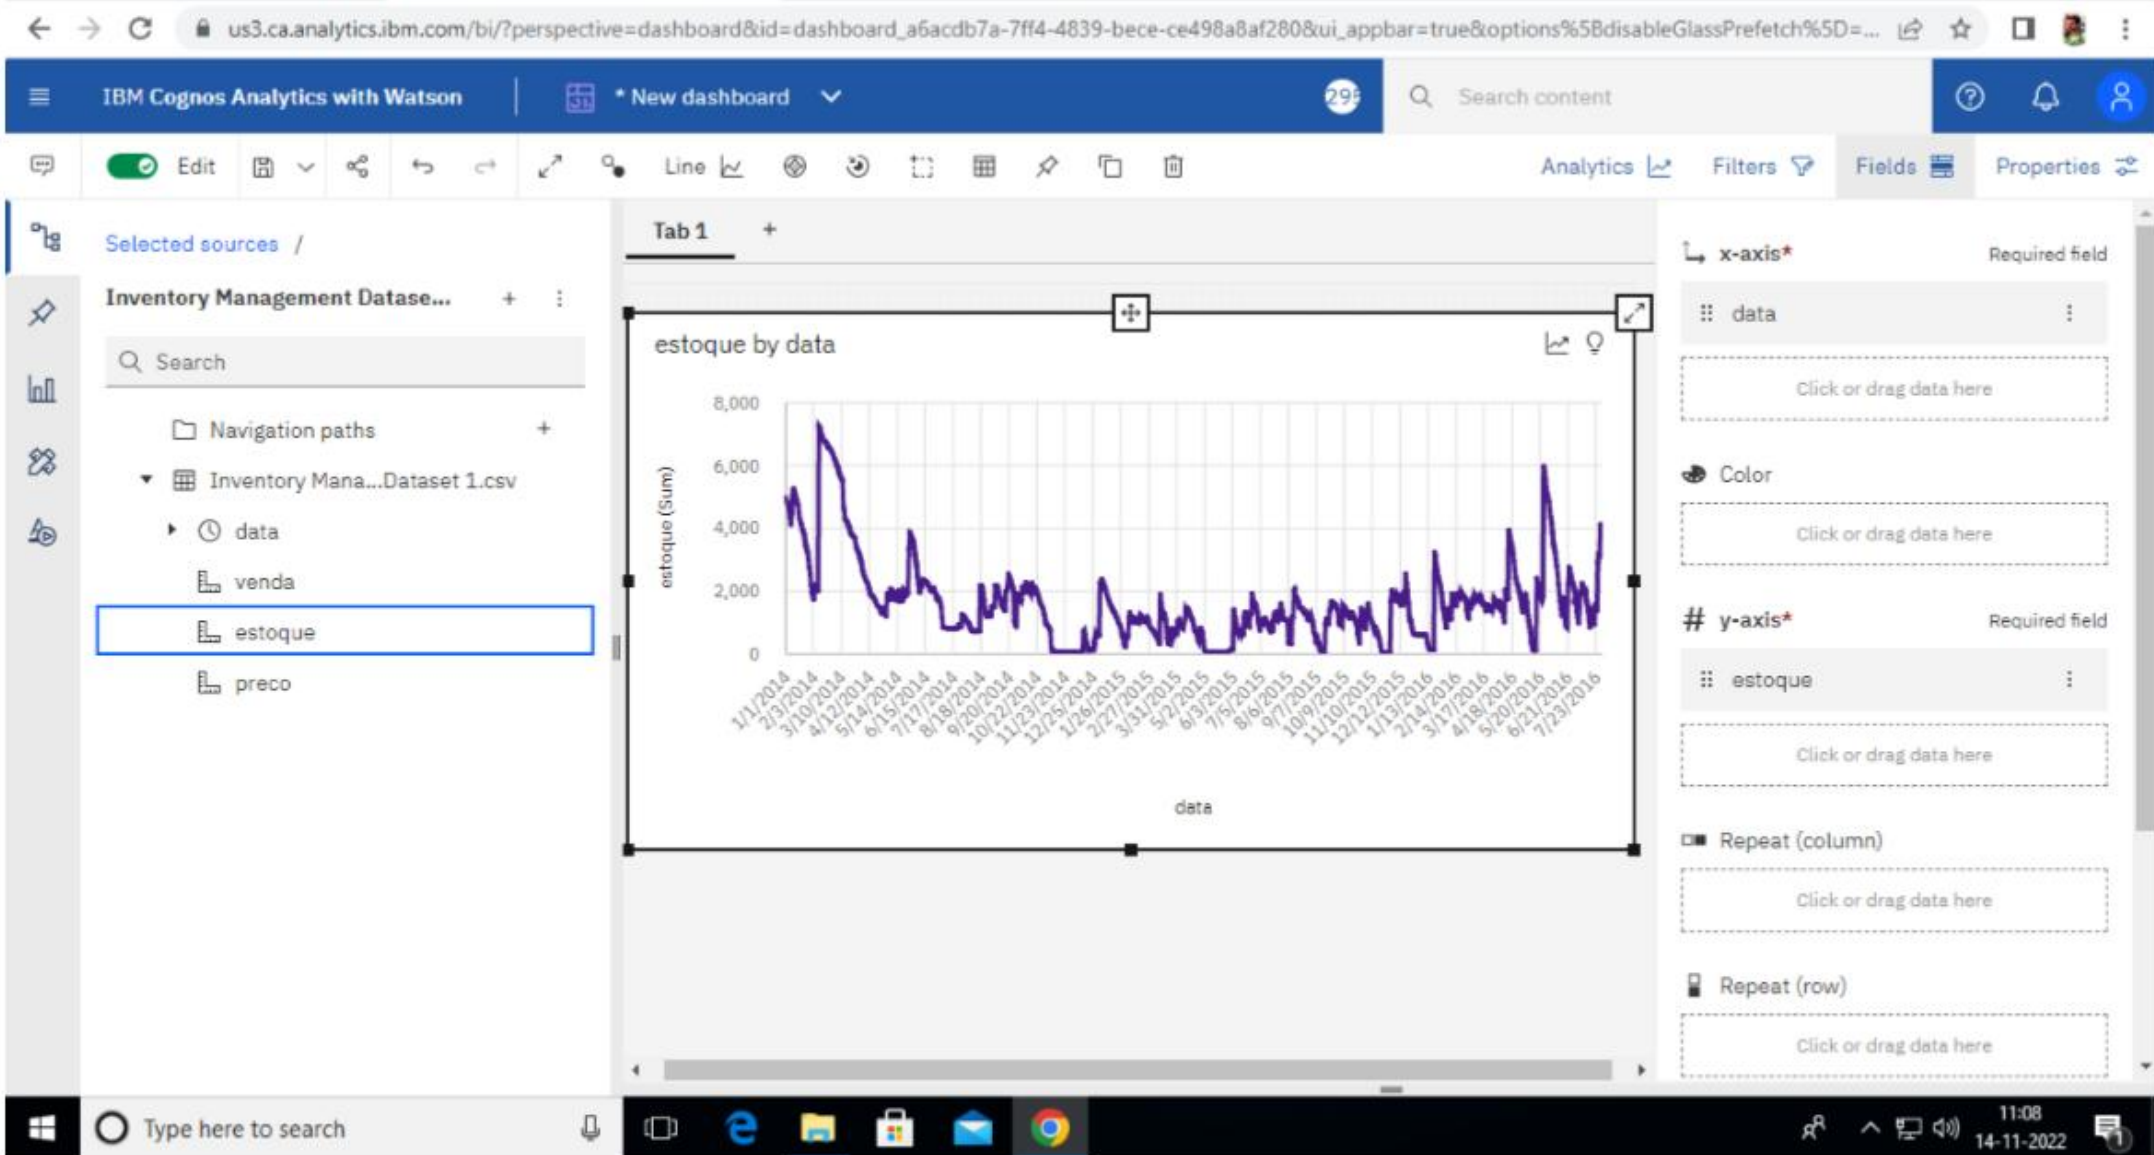 us3.ca.analytics.ibm.com/bi/?perspective=dashboard&id=dashboard_a6acdb7a-7ff4-4839-bece-ce498a8af280&ui_appbar=true&options%5BdisableGlassPrefetch%5D=...
IBM Cognos Analytics with Watson
* New dashboard
Search content
Edit
Line
Analytics
Filters
Fields
Properties
Selected sources /
Inventory Management Datase...
Search
Navigation paths
Inventory Mana...Dataset 1.csv
data
venda
estoque
preco
Tab 1
estoque by data
estoque (Sum)
8,000
6,000
4,000
2,000
0
1/1/2014
2/3/2014
3/10/2014
4/12/2014
5/14/2014
6/15/2014
7/17/2014
8/18/2014
9/20/2014
10/22/2014
11/23/2014
12/25/2014
1/26/2015
2/27/2015
3/31/2015
5/2/2015
6/3/2015
7/5/2015
8/6/2015
9/7/2015
10/9/2015
11/10/2015
12/12/2015
1/13/2016
2/14/2016
3/17/2016
4/18/2016
5/20/2016
6/21/2016
7/23/2016
data
x-axis*
Required field
data
Click or drag data here
Color
Click or drag data here
# y-axis*
Required field
estoque
Click or drag data here
Repeat (column)
Click or drag data here
Repeat (row)
Click or drag data here
Type here to search
11:08
14-11-2022
1